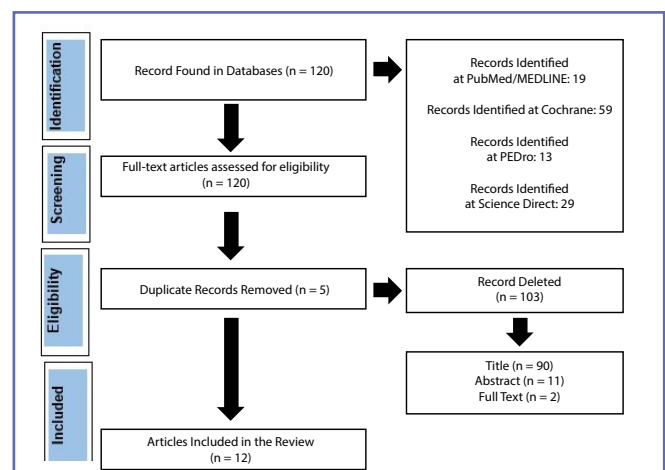 Identification
Record Found in Databases (n = 120)
Records Identified
at PubMed/MEDLINE: 19
Records Identified at Cochrane: 59
Records Identified
at PEDro: 13
Records Identified
at Science Direct: 29
Screening
Full-text articles assessed for eligibility
(n = 120)
Eligibility
Duplicate Records Removed (n = 5)
Record Deleted
(n = 103)
Title (n = 90)
Abstract (n = 11)
Full Text (n = 2)
Included
Articles Included in the Review
(n = 12)